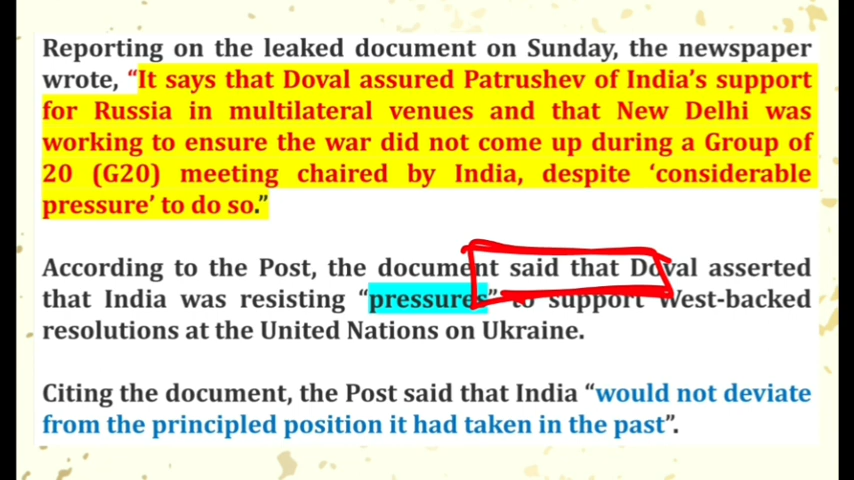 Reporting on the leaked document on Sunday, the newspaper
wrote, “It says that Doval assured Patrushev of India’s support
for Russia in multilateral venues and that New Delhi was
working to ensure the war did not come up during a Group of
20 (G20) meeting chaired by India, despite ‘considerable
pressure’ to do so.”
According to the Post, the document said that Doval asserted
that India was resisting “pressures” to support West-backed
resolutions at the United Nations on Ukraine.
Citing the document, the Post said that India “would not deviate
from the principled position it had taken in the past”.